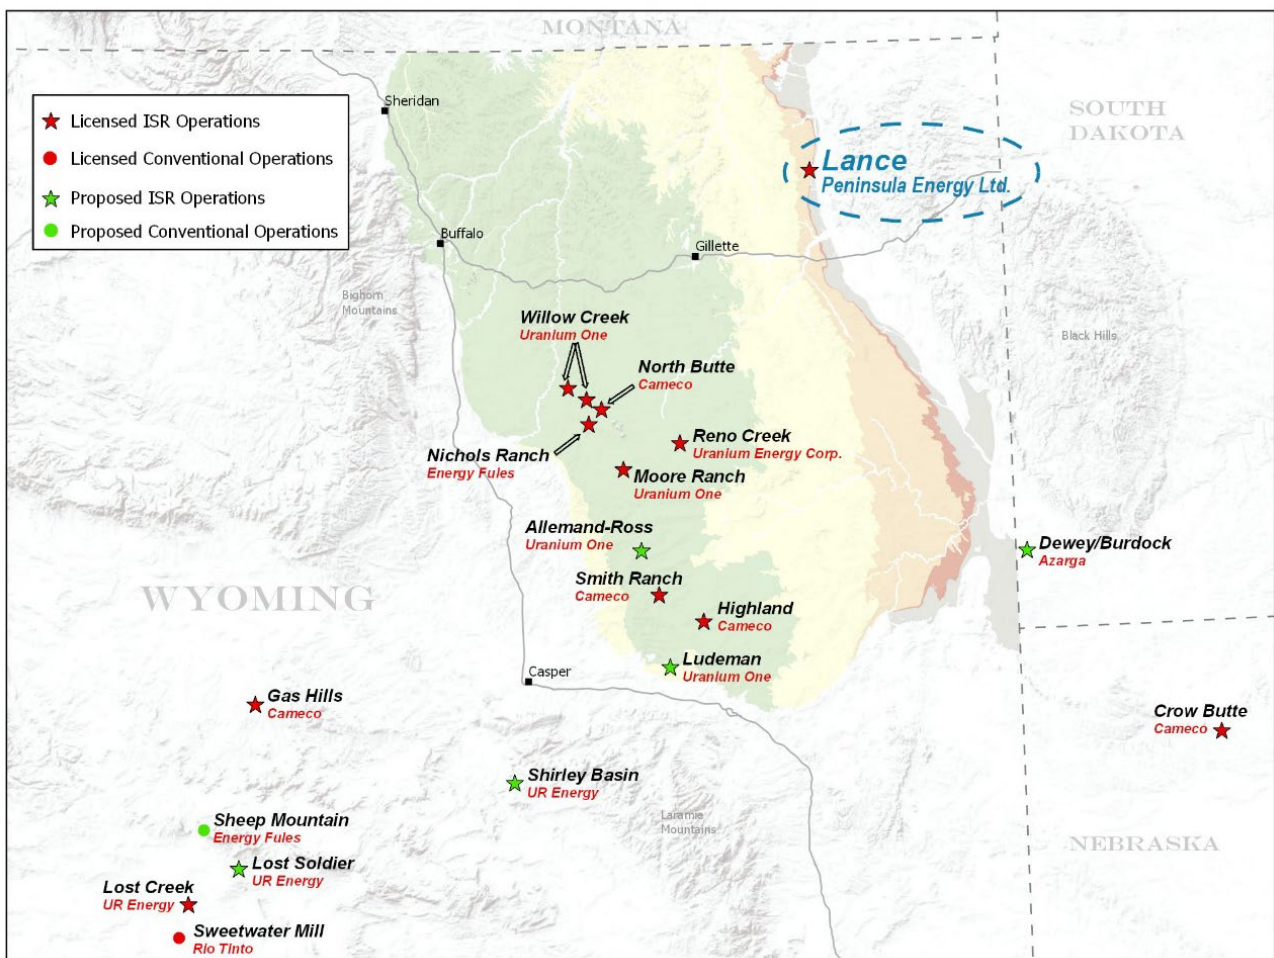 MONTANA
Sheridan
SOUTH
DAKOTA
Licensed ISR Operations
Licensed Conventional Operations
Proposed ISR Operations
Proposed Conventional Operations
Lance
Peninsula Energy Ltd.
Buffalo
Gillette
Bighorn
Mountains
Willow Creek
Uranium One
Black Hills
North Butte
Cameco
Reno Creek
Uranium Energy Corp.
Nichols Ranch
Energy Fules
Moore Ranch
Uranium One
Allemand-Ross
Uranium One
Dewey/Burdock
Azarga
Smith Ranch
Cameco
WYOMING
Highland
Cameco
Ludeman
Uranium One
Casper
Gas Hills
Cameco
Crow Butte
Cameco
Shirley Basin
UR Energy
Laramie
Mountains
Sheep Mountain
Energy Fules
NEBRASKA
Lost Soldier
UR Energy
Lost Creek
UR Energy
Sweetwater Mill
Rio Tinto